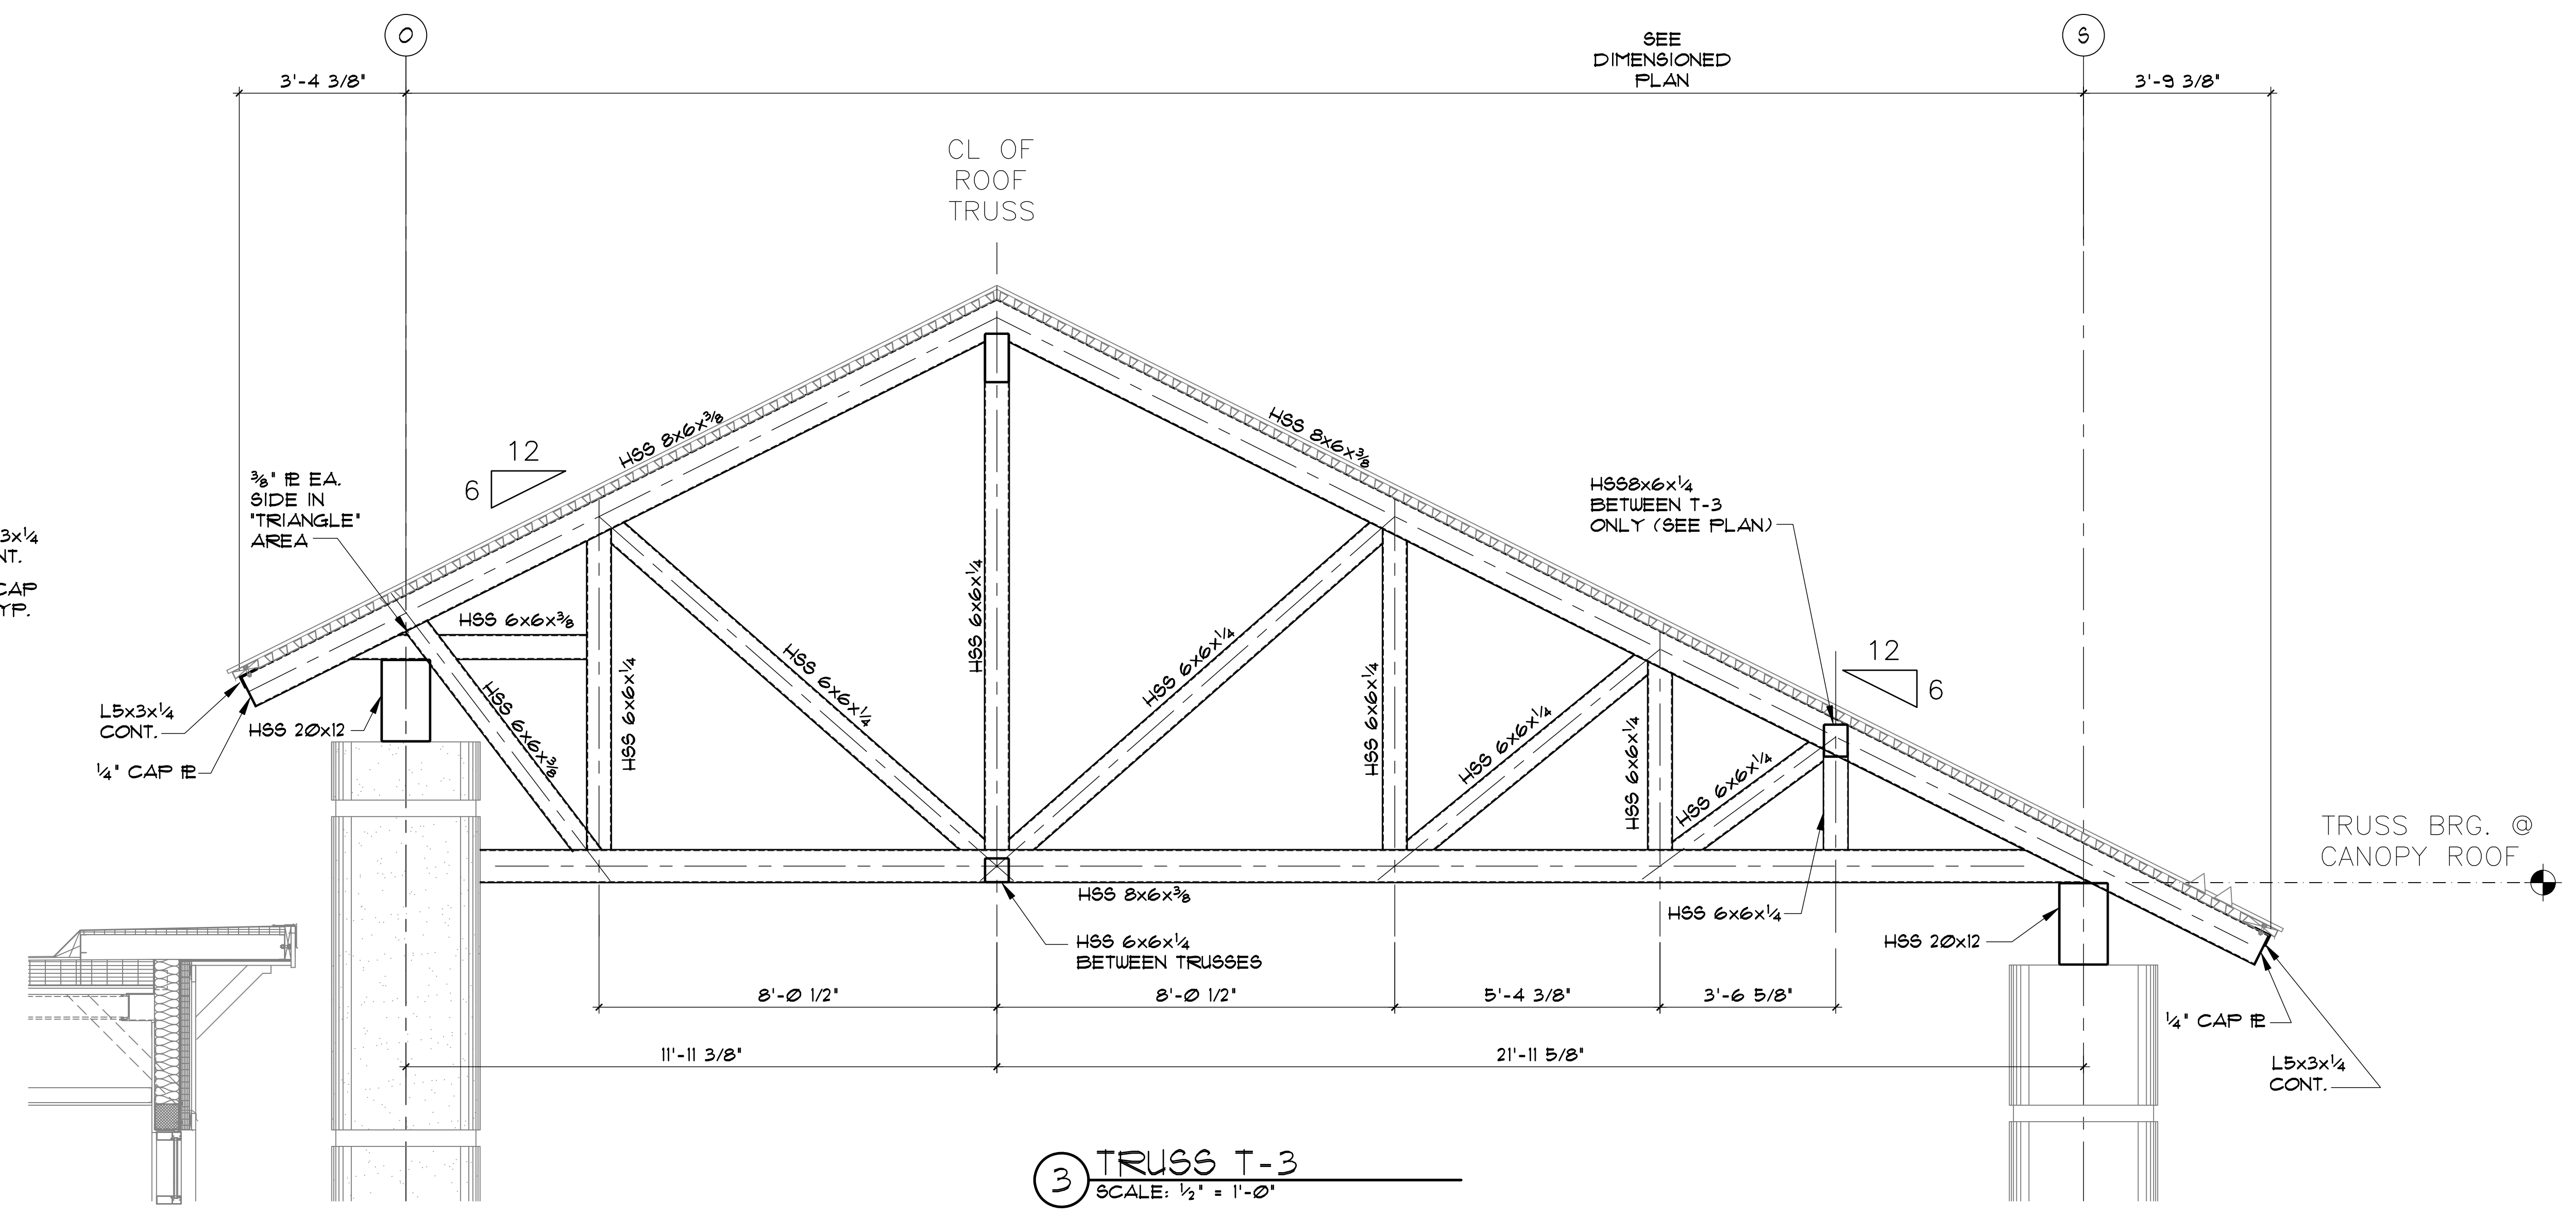 O
S
SEE
DIMENSIONED
PLAN
3'-4 3/8"
3'-9 3/8"
CL OF
ROOF
TRUSS
HSS 8x6x3/8
HSS 8x6x3/8
12
6
3/8" PL EA.
SIDE IN
"TRIANGLE"
AREA
HSS8x6x1/4
BETWEEN T-3
ONLY (SEE PLAN)
3x1/4
NT.
CAP
YP.
HSS 6x6x3/8
HSS 6x6x1/4
HSS 6x6x1/4
HSS 6x6x1/4
HSS 6x6x1/4
HSS 6x6x1/4
HSS 6x6x3/8
HSS 6x6x1/4
HSS 6x6x1/4
HSS 6x6x1/4
12
6
L5x3x1/4
CONT.
HSS 20x12
1/4" CAP PL
TRUSS BRG. @
CANOPY ROOF
HSS 8x6x3/8
HSS 6x6x1/4
HSS 6x6x1/4
BETWEEN TRUSSES
HSS 20x12
8'-0 1/2"
8'-0 1/2"
5'-4 3/8"
3'-6 5/8"
1/4" CAP PL
11'-11 3/8"
21'-11 5/8"
L5x3x1/4
CONT.
3
TRUSS T-3
SCALE: 1/2" = 1'-0"